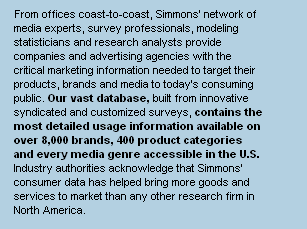 From offices coast-to-coast, Simmons' network of
media experts, survey professionals, modeling
statisticians and research analysts provide
companies and advertising agencies with the
critical marketing information needed to target their
products, brands and media to today's consuming
public. Our vast database, built from innovative
syndicated and customized surveys, contains the
most detailed usage information available on
over 8,000 brands, 400 product categories
and every media genre accessible in the U.S.
Industry authorities acknowledge that Simmons'
consumer data has helped bring more goods and
services to market than any other research firm in
North America.